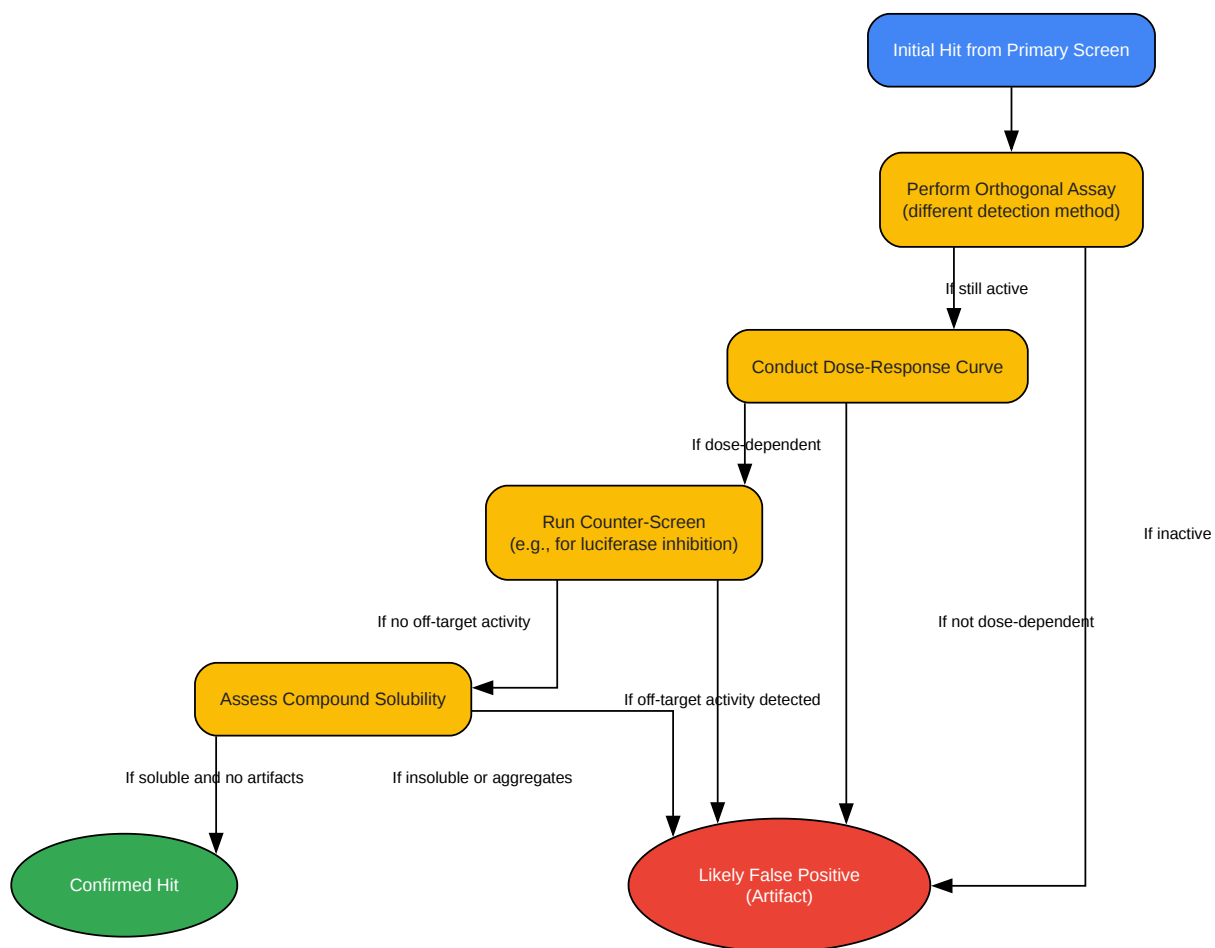 Initial Hit from Primary Screen
Perform Orthogonal Assay
(different detection method)
If still active
Conduct Dose-Response Curve
If dose-dependent
Run Counter-Screen
(e.g., for luciferase inhibition)
If inactive
If no off-target activity
If not dose-dependent
Assess Compound Solubility
If off-target activity detected
If soluble and no artifacts
If insoluble or aggregates
Confirmed Hit
Likely False Positive
(Artifact)